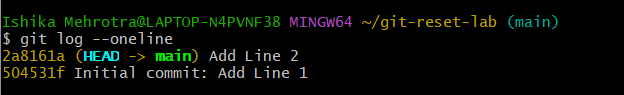 Ishika Mehrotra@LAPTOP-N4PVNF38 MINGW64 ~/git-reset-lab (main)
$ git log --oneline
2a8161a (HEAD -> main) Add Line 2
504531f Initial commit: Add Line 1